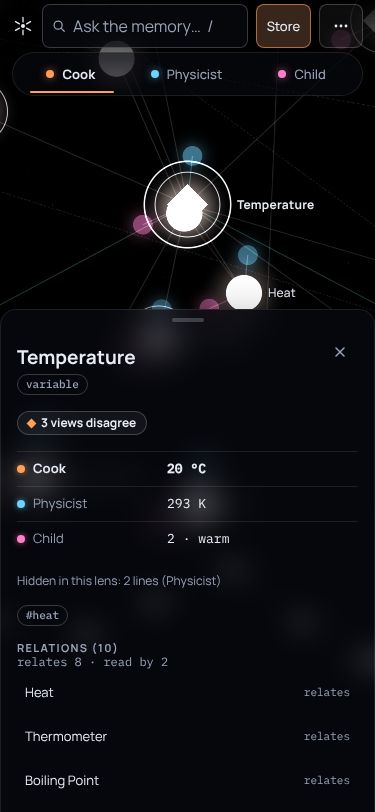 Ask the memory... /
Store
Cook
Physicist
Child
Temperature
Heat
Temperature
variable
3 views disagree
Cook 20 °C
Physicist 293 K
Child 2 · warm
Hidden in this lens: 2 lines (Physicist)
#heat
RELATIONS (10)
relates 8 · read by 2
Heat relates
Thermometer relates
Boiling Point relates